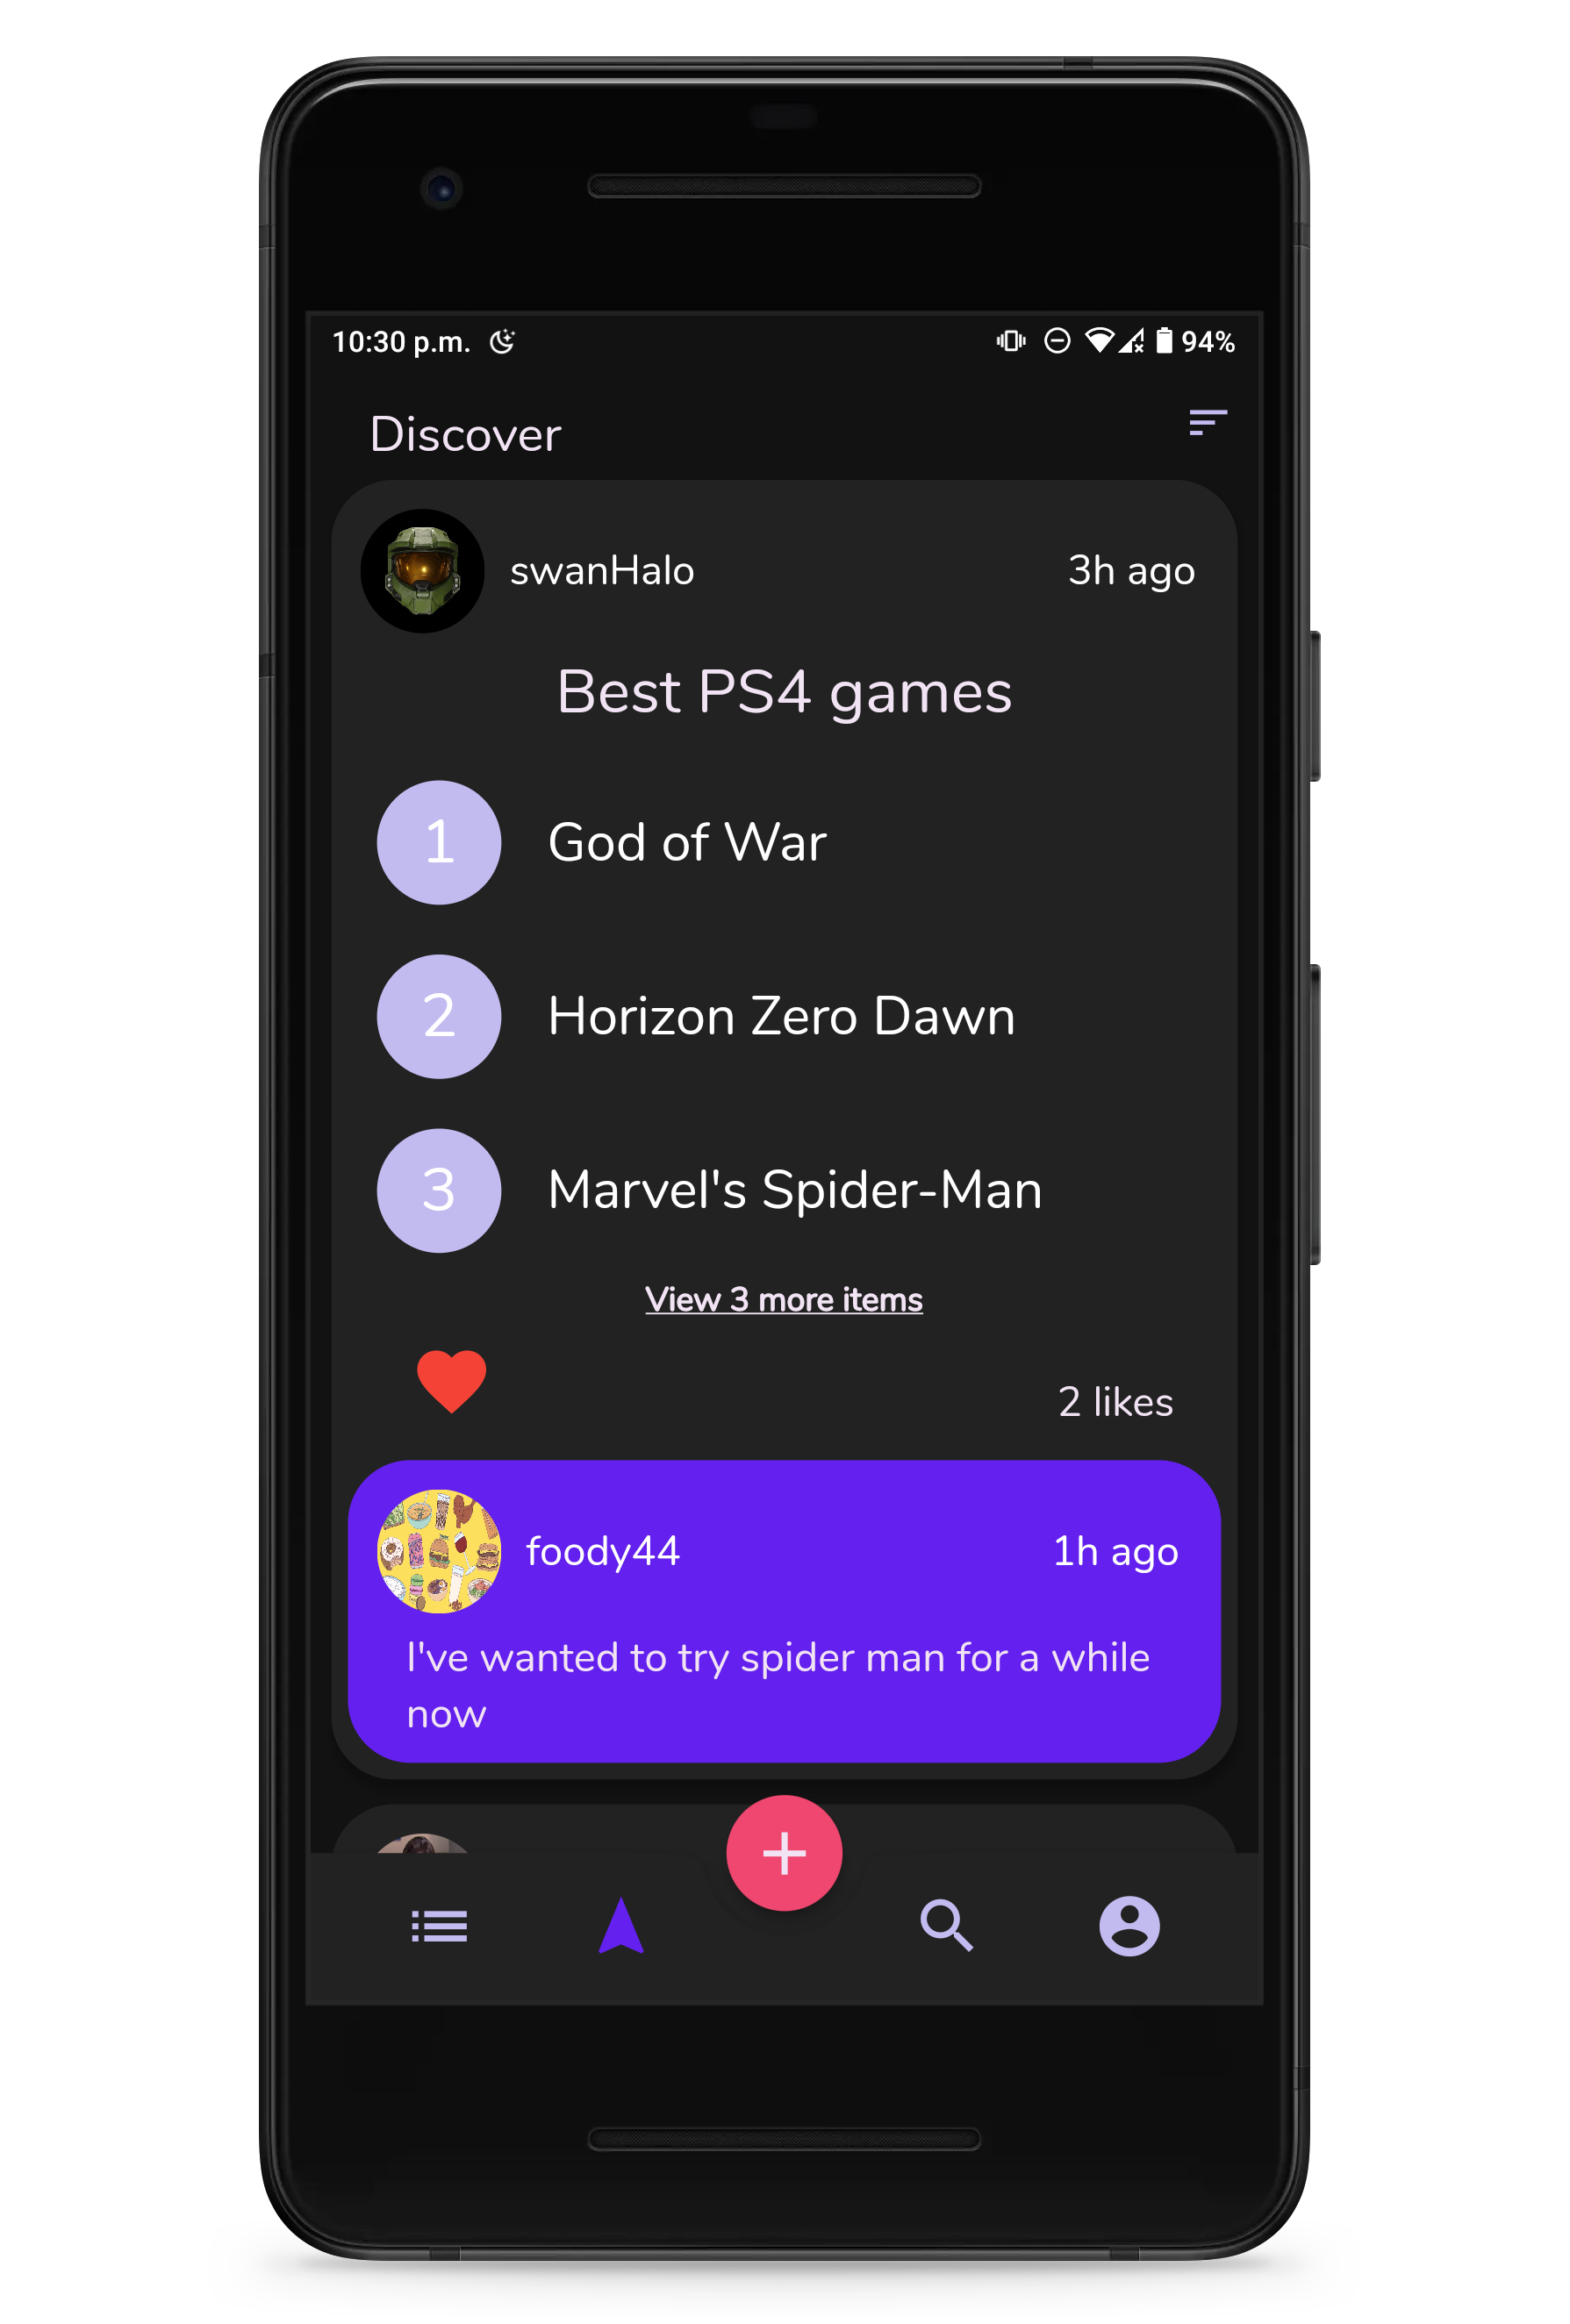 10:30 p.m. 94%
Discover
swanHalo 3h ago
Best PS4 games
1 God of War
2 Horizon Zero Dawn
3 Marvel's Spider-Man
View 3 more items
2 likes
foody44 1h ago
I've wanted to try spider man for a while
now